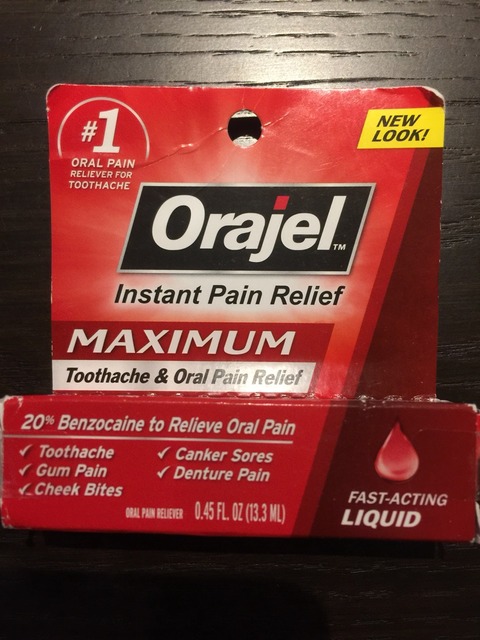 #1
ORAL PAIN
RELIEVER FOR
TOOTHACHE
NEW
LOOK!
Orajel™
Instant Pain Relief
MAXIMUM
Toothache & Oral Pain Relief
20% Benzocaine to Relieve Oral Pain
✓ Toothache
✓ Gum Pain
✓ Cheek Bites
✓ Canker Sores
✓ Denture Pain
ORAL PAIN RELIEVER 0.45 FL. OZ (13.3 ML)
FAST-ACTING
LIQUID